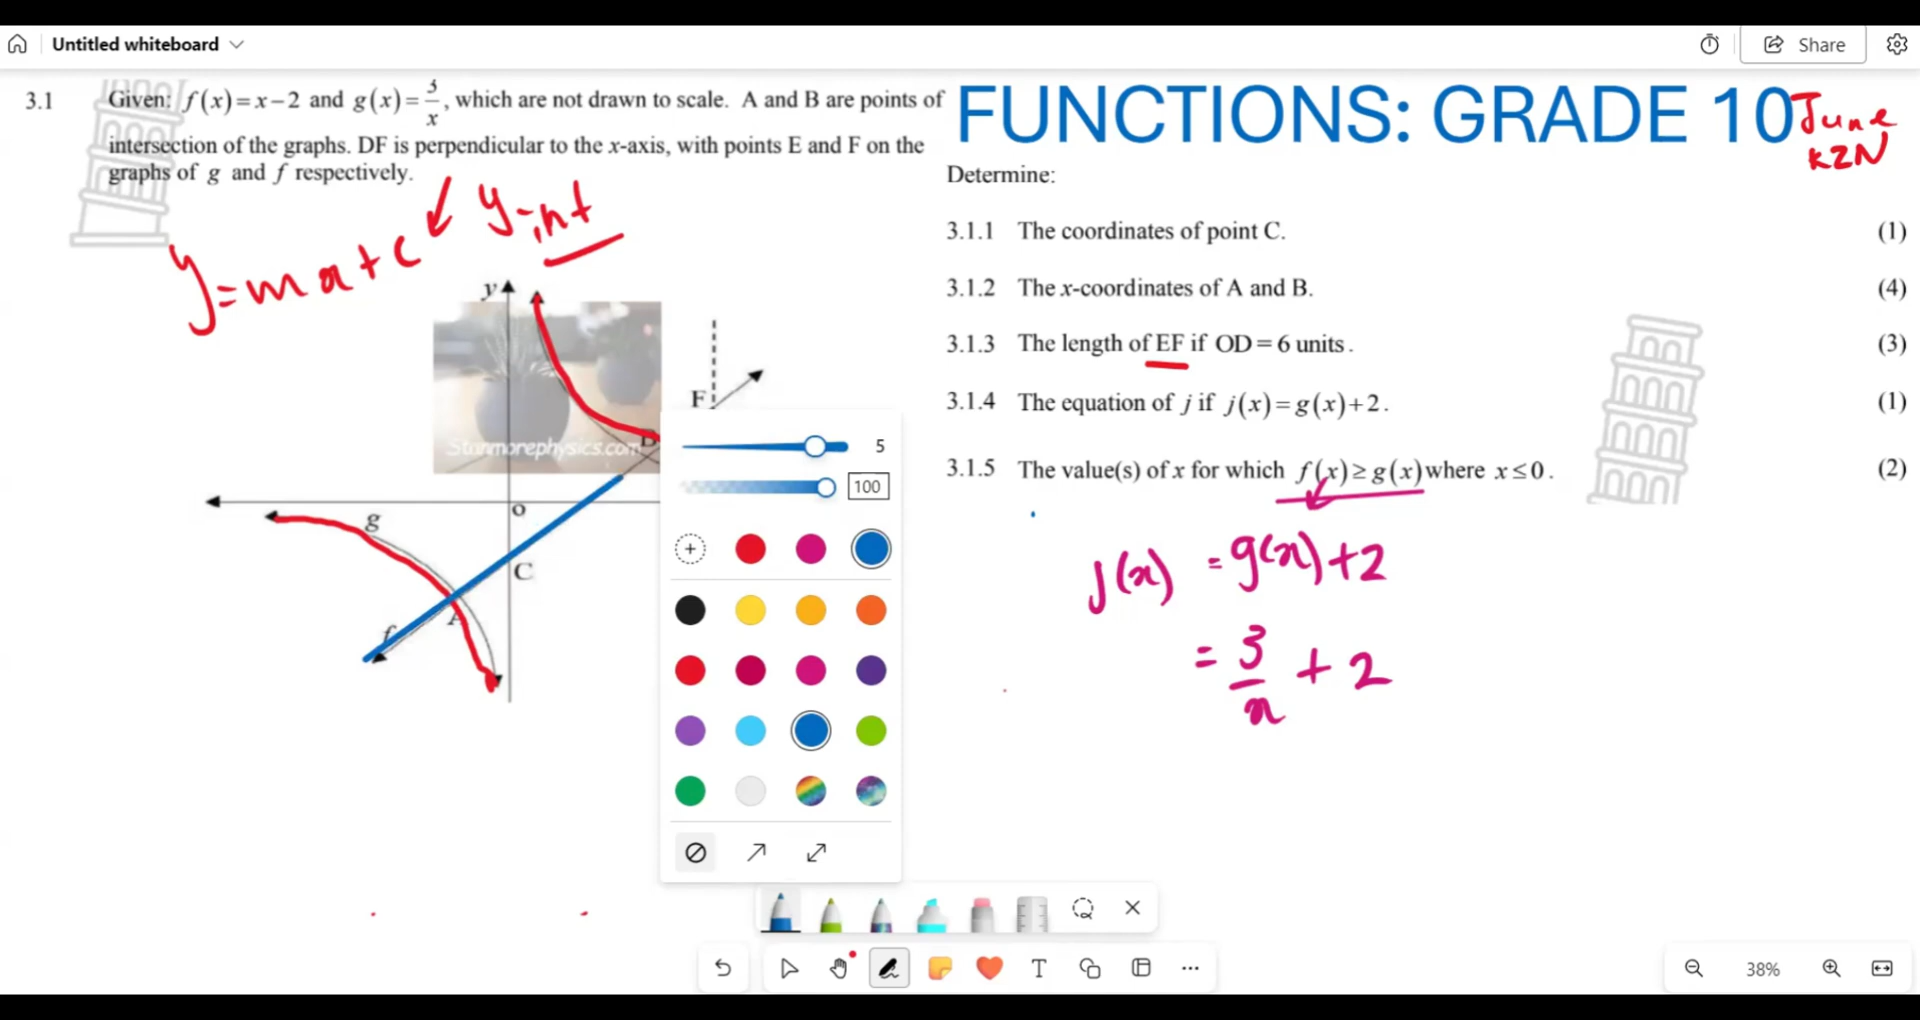 Untitled whiteboard
Share
3.1 Given: f(x)=x−2 and g(x)=3/x, which are not drawn to scale. A and B are points of
intersection of the graphs. DF is perpendicular to the x-axis, with points E and F on the
graphs of g and f respectively.
y=mx+c
y-int
y
F
B
Stanmorephysics.com
g
O
C
A
f
5
100
FUNCTIONS: GRADE 10
June
KZN
Determine:
3.1.1 The coordinates of point C. (1)
3.1.2 The x-coordinates of A and B. (4)
3.1.3 The length of EF if OD=6 units. (3)
3.1.4 The equation of j if j(x)=g(x)+2. (1)
3.1.5 The value(s) of x for which f(x)≥g(x) where x≤0. (2)
j(x) =g(x)+2
= 3/x + 2
T
38%